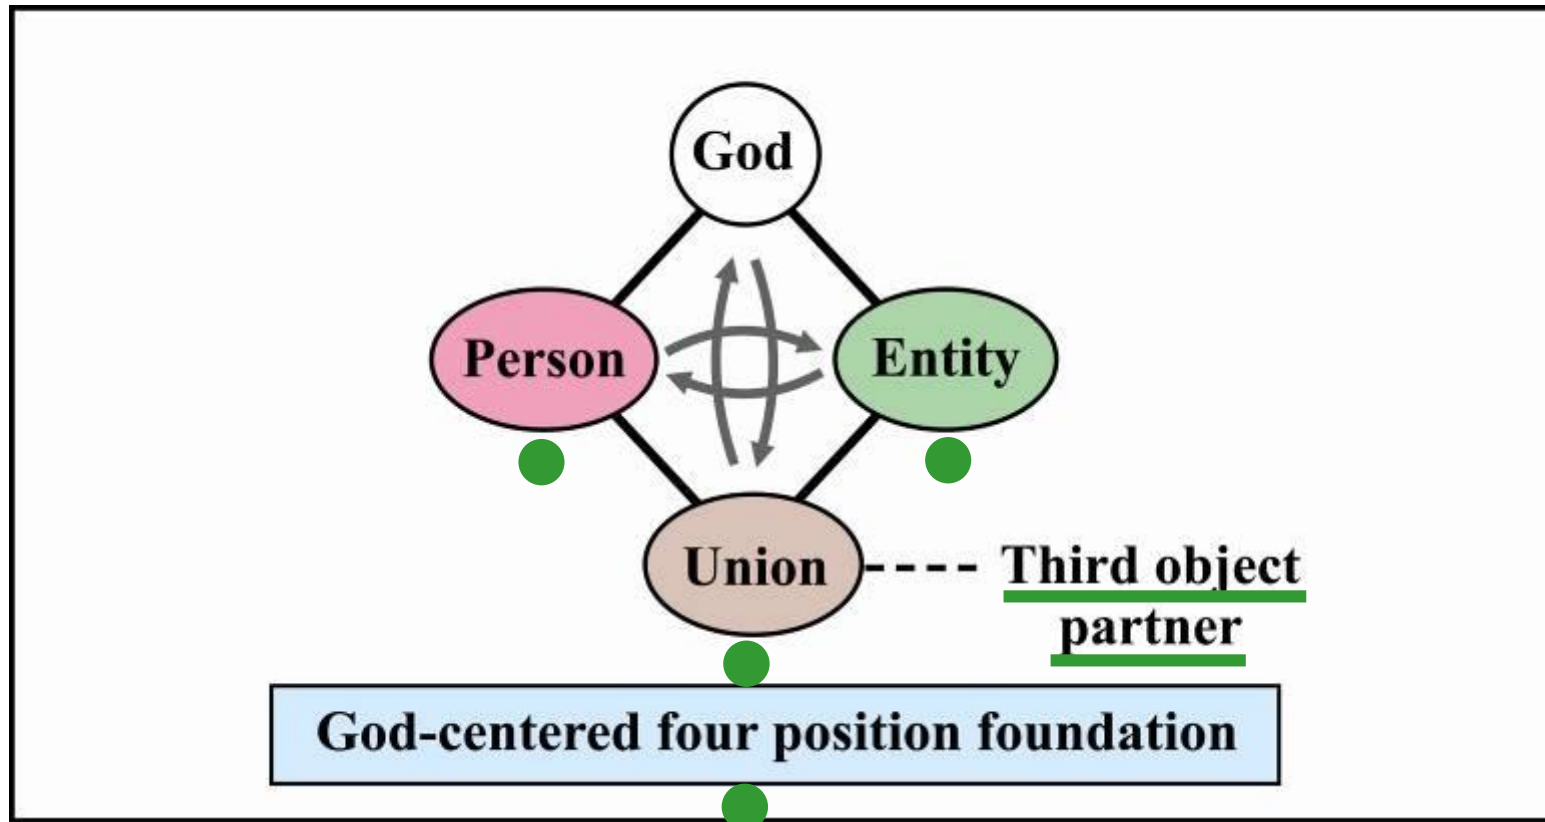 God
Person
Entity
Union
Third object
partner
God-centered four position foundation